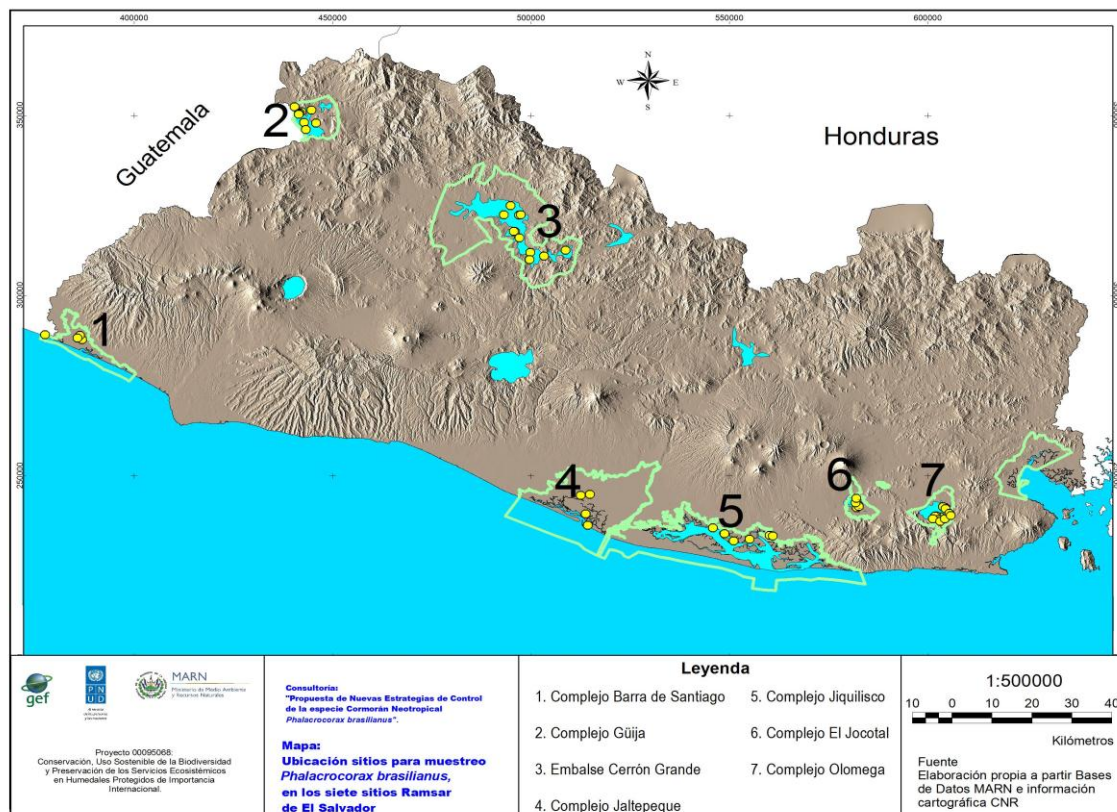 400000
450000
500000
550000
600000
N
W
E
S
350000
2
Guatemala
Honduras
3
300000
1
250000
4
5
6
7
gef
PNUD
MARN
Ministerio de Medio Ambiente
y Recursos Naturales
Proyecto 00095068:
Conservación, Uso Sostenible de la Biodiversidad
y Preservación de los Servicios Ecosistémicos
en Humedales Protegidos de Importancia
Internacional.
Consultoría:
"Propuesta de Nuevas Estrategias de Control
de la especie Cormorán Neotropical
Phalacrocorax brasilianus".
Mapa:
Ubicación sitios para muestreo
Phalacrocorax brasilianus,
en los siete sitios Ramsar
de El Salvador
Leyenda
1. Complejo Barra de Santiago
2. Complejo Güija
3. Embalse Cerrón Grande
4. Complejo Jaltepeque
5. Complejo Jiquilisco
6. Complejo El Jocotal
7. Complejo Olomega
1:500000
10 0 10 20 30 40
Kilómetros
Fuente
Elaboración propia a partir Bases
de Datos MARN e información
cartográfica CNR